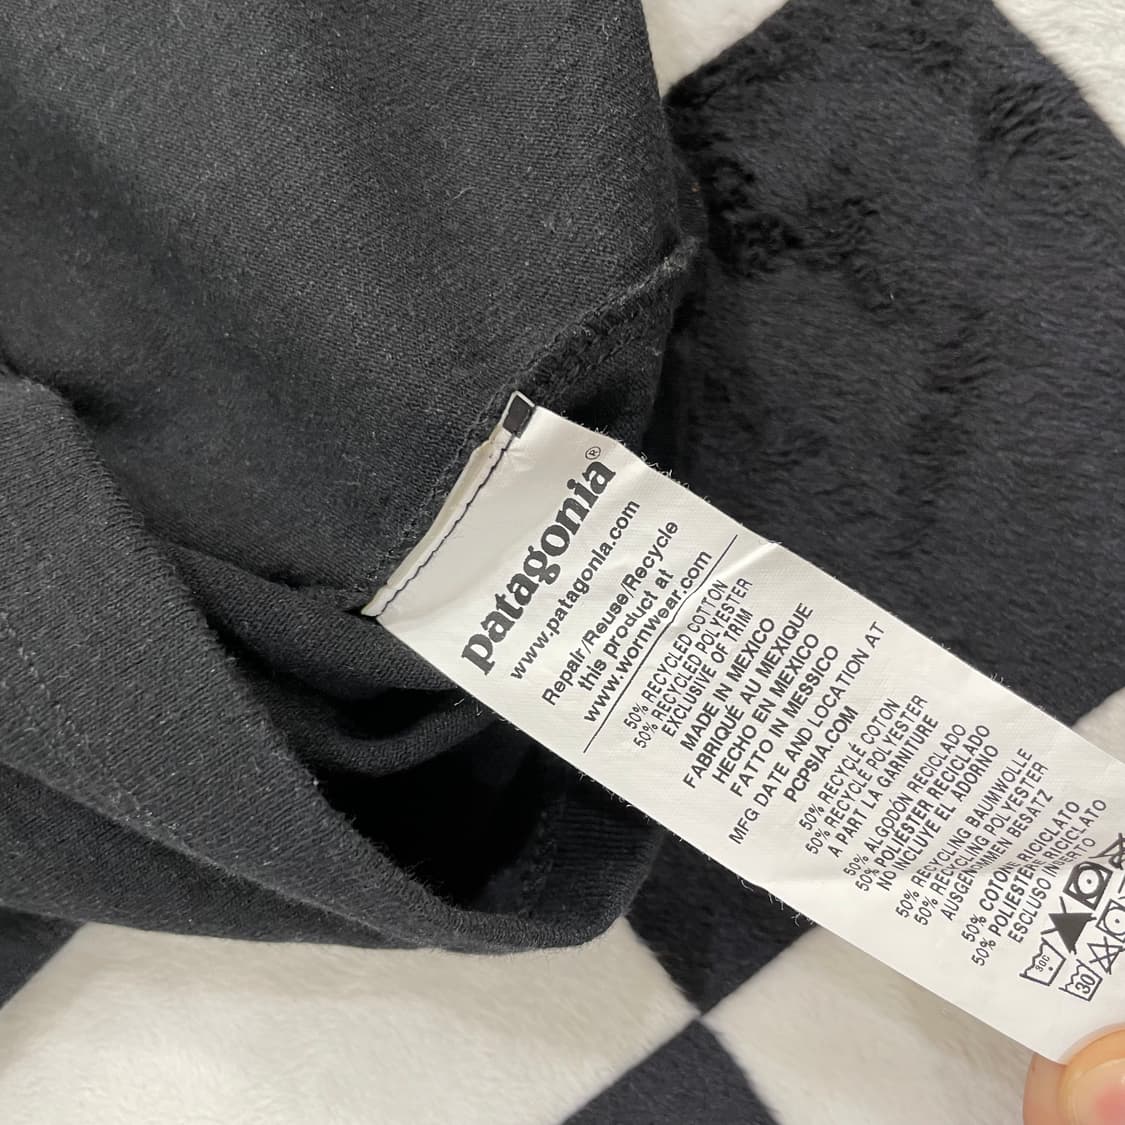 patagonia®
www.patagonia.com
Repair/Reuse/Recycle
this product at
www.wornwear.com
50% RECYCLED COTTON
50% RECYCLED POLYESTER
EXCLUSIVE OF TRIM
MADE IN MEXICO
FABRIQUÉ AU MEXIQUE
HECHO EN MEXICO
FATTO IN MESSICO
MFG DATE AND LOCATION AT
PCPSIA.COM
50% RECYCLÉ COTON
50% RECYCLÉ POLYESTER
A PART LA GARNITURE
50% ALGODÓN RECICLADO
50% POLIÉSTER RECICLADO
NO INCLUYE EL ADORNO
50% RECYCLING BAUMWOLLE
50% RECYCLING POLYESTER
AUSGENOMMEN BESATZ
50% COTONE RICICLATO
50% POLIESTERE RICICLATO
ESCLUSO INSERTO
30C
30